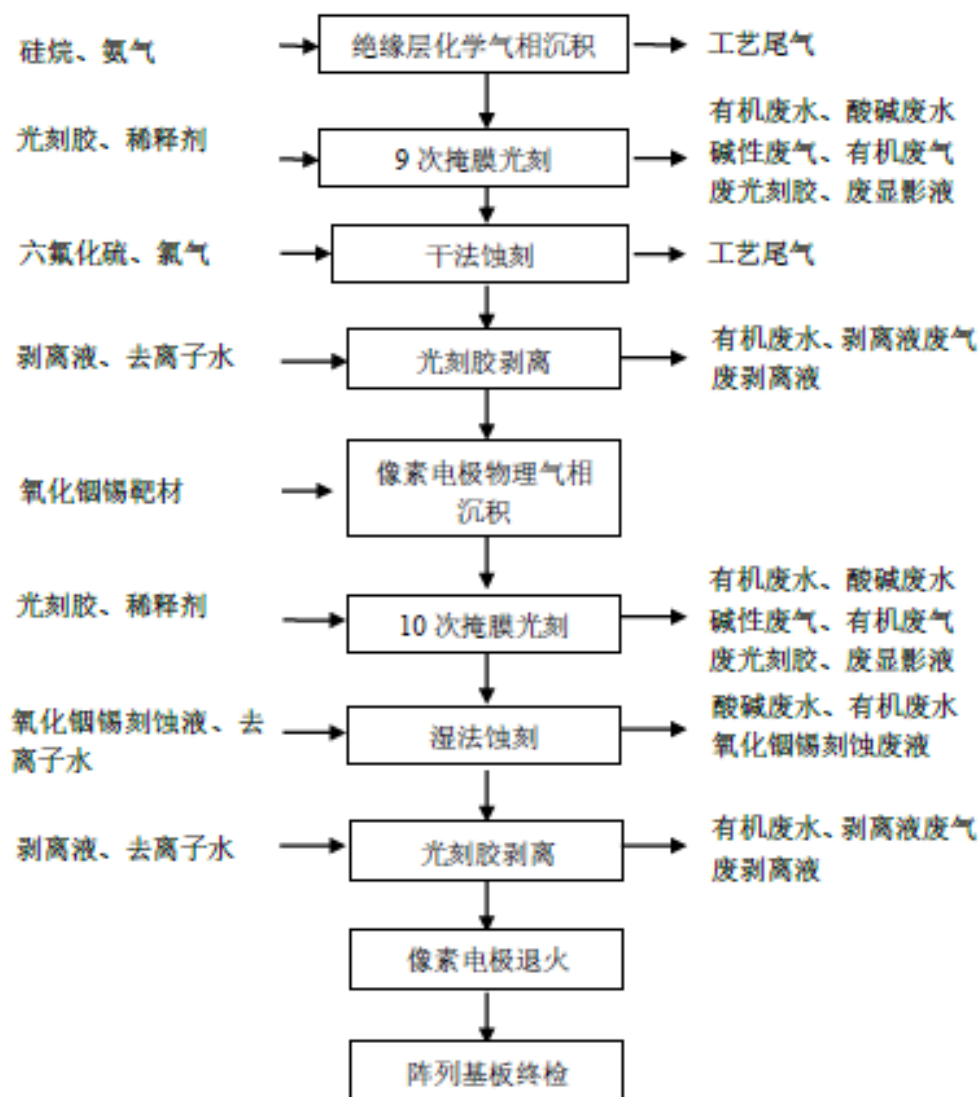 硅烷、氨气
绝缘层化学气相沉积
工艺尾气
光刻胶、稀释剂
9 次掩膜光刻
有机废水、酸碱废水
碱性废气、有机废气
废光刻胶、废显影液
六氟化硫、氯气
干法蚀刻
工艺尾气
剥离液、去离子水
光刻胶剥离
有机废水、剥离液废气
废剥离液
氧化铟锡靶材
像素电极物理气相
沉积
光刻胶、稀释剂
10 次掩膜光刻
有机废水、酸碱废水
碱性废气、有机废气
废光刻胶、废显影液
氧化铟锡刻蚀液、去
离子水
湿法蚀刻
酸碱废水、有机废水
氧化铟锡刻蚀废液
剥离液、去离子水
光刻胶剥离
有机废水、剥离液废气
废剥离液
像素电极退火
阵列基板终检